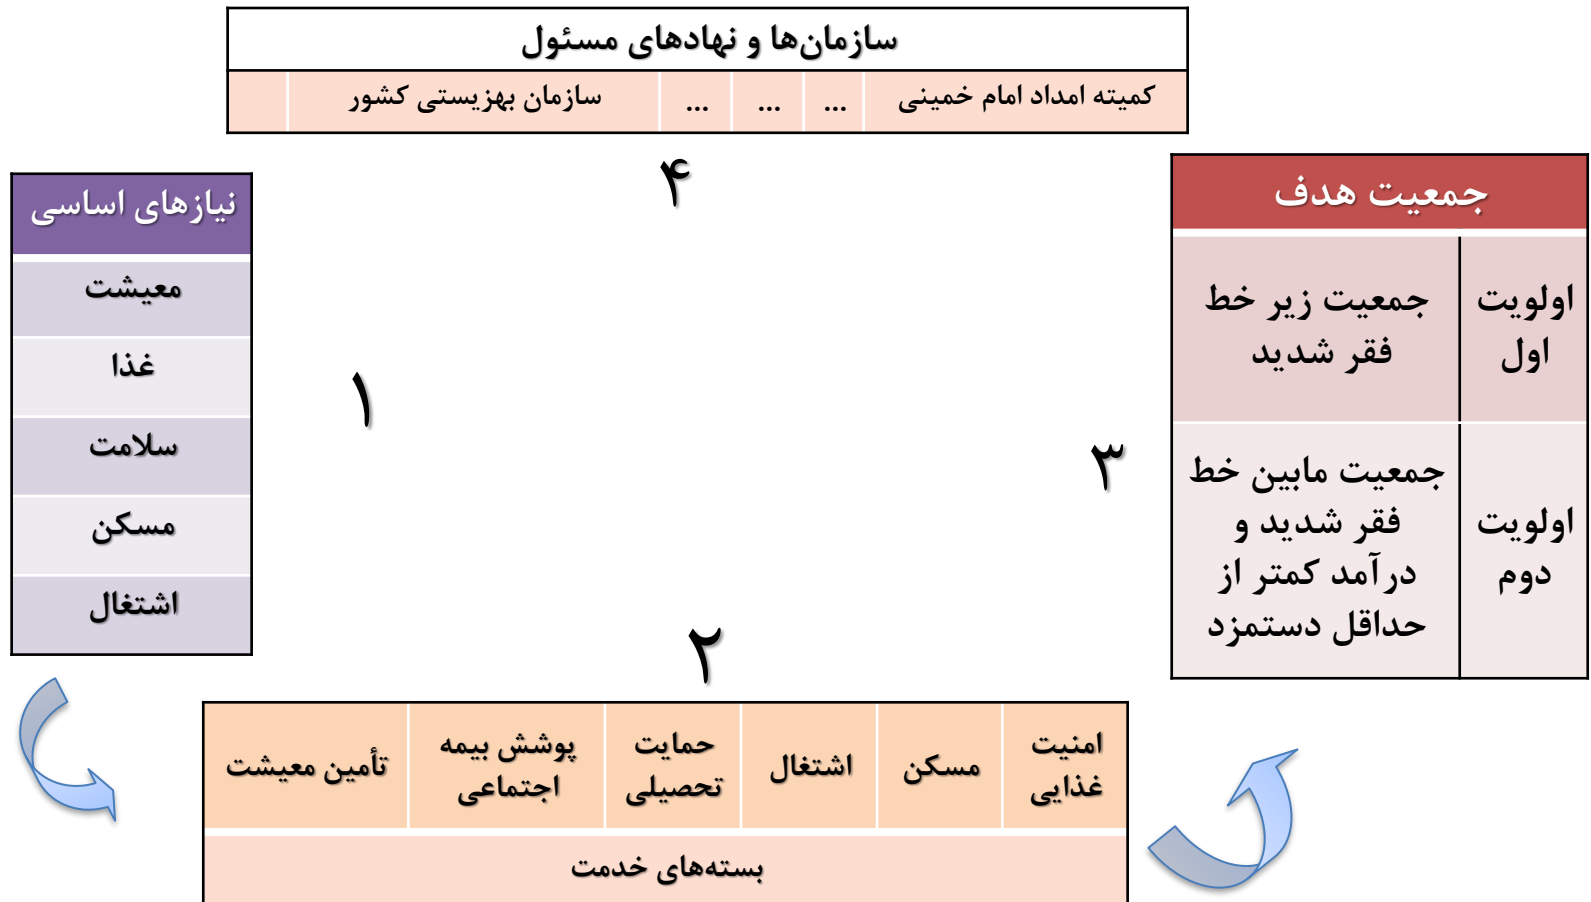 سازمان‌ها و نهادهای مسئول
کمیته امداد امام خمینی ... ... ... سازمان بهزیستی کشور
۴
جمعیت هدف
اولویت
اول
جمعیت زیر خط
فقر شدید
اولویت
دوم
جمعیت مابین خط
فقر شدید و
درآمد کمتر از
حداقل دستمزد
۳
نیازهای اساسی
معیشت
غذا
سلامت
مسکن
اشتغال
۱
۲
امنیت
غذایی
مسکن
اشتغال
حمایت
تحصیلی
پوشش بیمه
اجتماعی
تأمین معیشت
بسته‌های خدمت